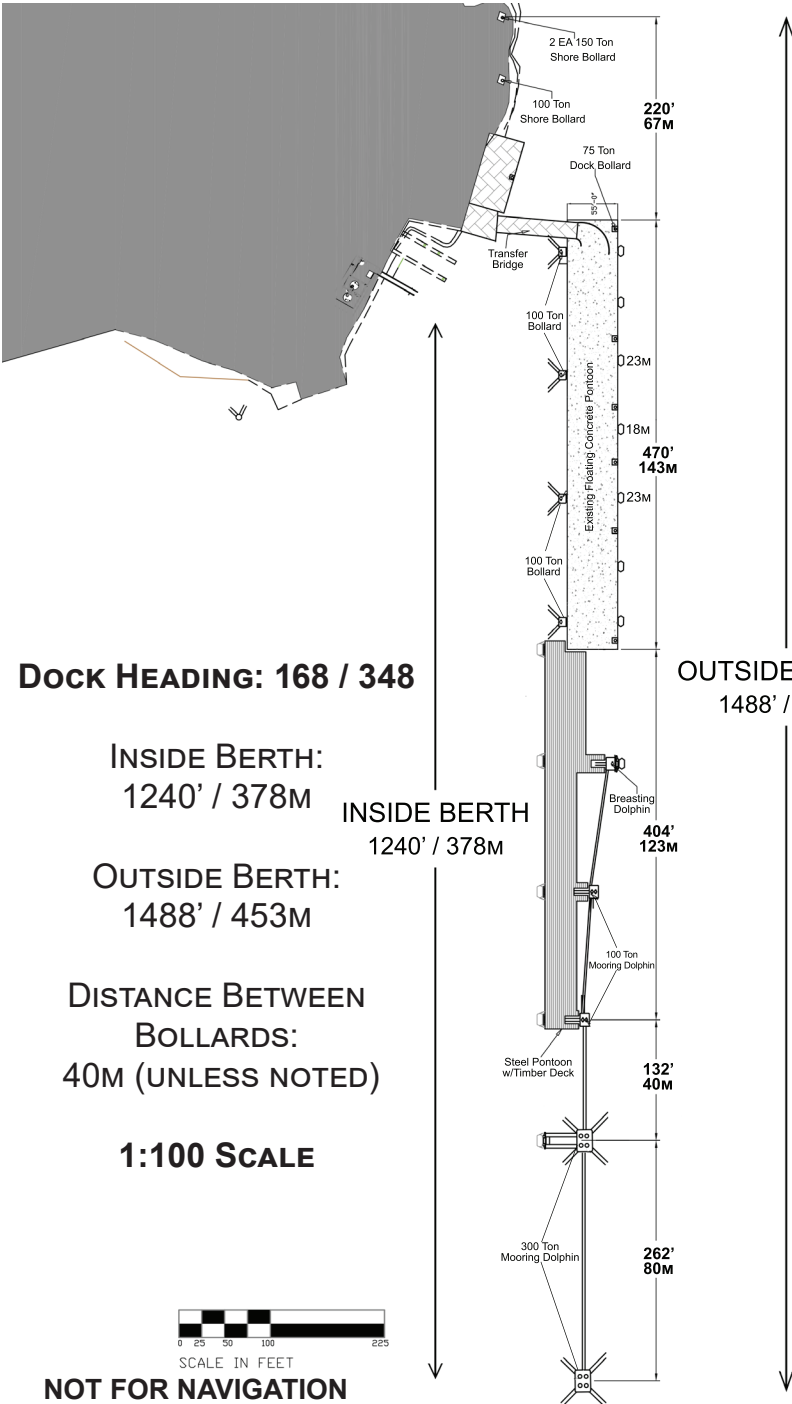 2 EA 150 Ton
Shore Bollard
100 Ton
Shore Bollard
220'
67M
75 Ton
Dock Bollard
55'-0"
Transfer
Bridge
100 Ton
Bollard
23M
18M
23M
Existing Floating Concrete Pontoon
470'
143M
100 Ton
Bollard
DOCK HEADING: 168 / 348
INSIDE BERTH:
1240' / 378M
OUTSIDE BERTH:
1488' / 453M
DISTANCE BETWEEN
BOLLARDS:
40M (UNLESS NOTED)
1:100 SCALE
INSIDE BERTH
1240' / 378M
OUTSIDE
1488' /
Breasting
Dolphin
404'
123M
100 Ton
Mooring Dolphin
Steel Pontoon
w/Timber Deck
132'
40M
300 Ton
Mooring Dolphin
262'
80M
0 25 50 100 225
SCALE IN FEET
NOT FOR NAVIGATION